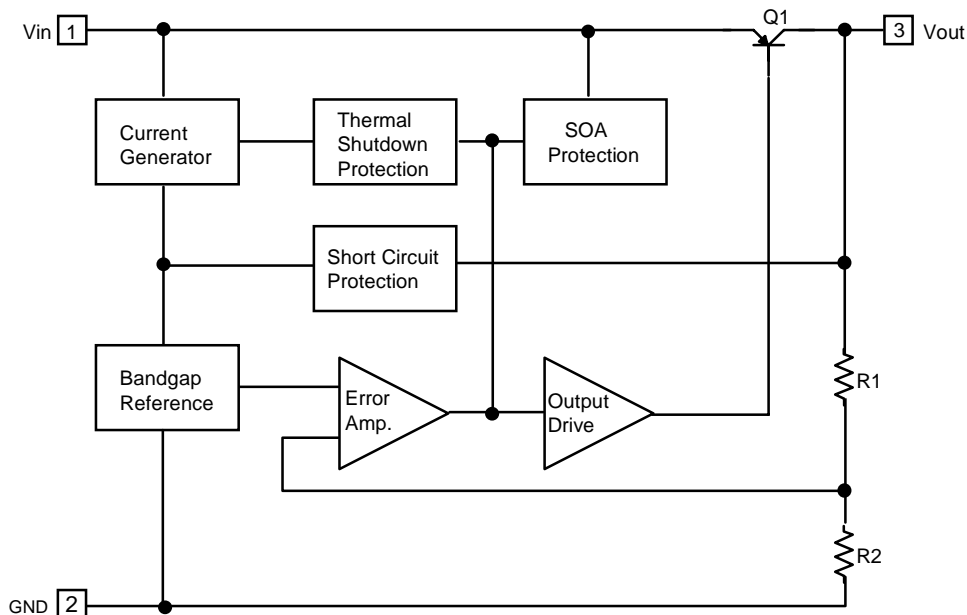 Q1
Vin 1
3 Vout
Current
Generator
Thermal
Shutdown
Protection
SOA
Protection
Short Circuit
Protection
Bandgap
Reference
Error
Amp.
Output
Drive
R1
R2
GND 2